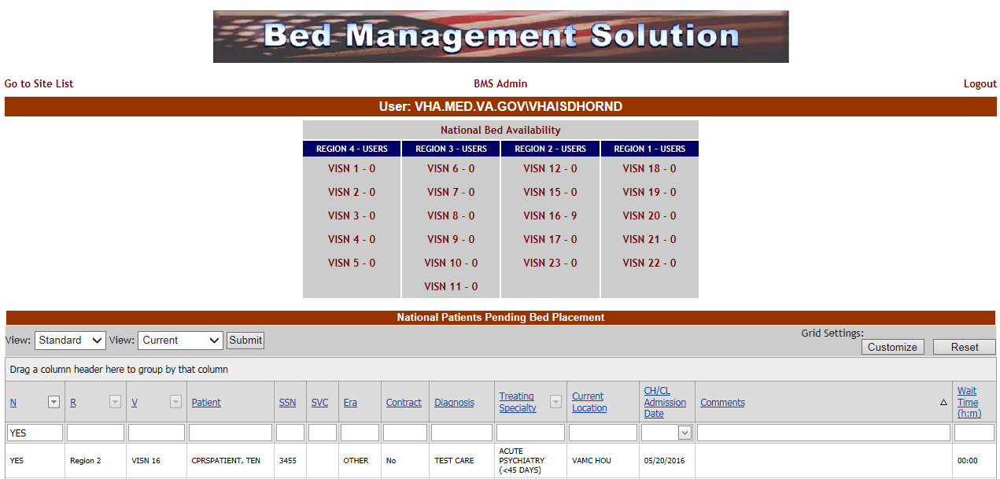 Bed Management Solution
Go to Site List BMS Admin Logout
User: VHA.MED.VA.GOV\VHAISDHORND
National Bed Availability
REGION 4 - USERS REGION 3 - USERS REGION 2 - USERS REGION 1 - USERS
VISN 1 - 0 VISN 6 - 0 VISN 12 - 0 VISN 18 - 0
VISN 2 - 0 VISN 7 - 0 VISN 15 - 0 VISN 19 - 0
VISN 3 - 0 VISN 8 - 0 VISN 16 - 9 VISN 20 - 0
VISN 4 - 0 VISN 9 - 0 VISN 17 - 0 VISN 21 - 0
VISN 5 - 0 VISN 10 - 0 VISN 23 - 0 VISN 22 - 0
VISN 11 - 0
National Patients Pending Bed Placement
View: Standard View: Current Submit Grid Settings: Customize Reset
Drag a column header here to group by that column
N R V Patient SSN SVC Era Contract Diagnosis Treating Specialty Current Location CH/CL Admission Date Comments Wait Time (h:m)
YES
YES Region 2 VISN 16 CPRSPATIENT, TEN 3455 OTHER No TEST CARE ACUTE PSYCHIATRY (<45 DAYS) VAMC HOU 05/20/2016 00:00